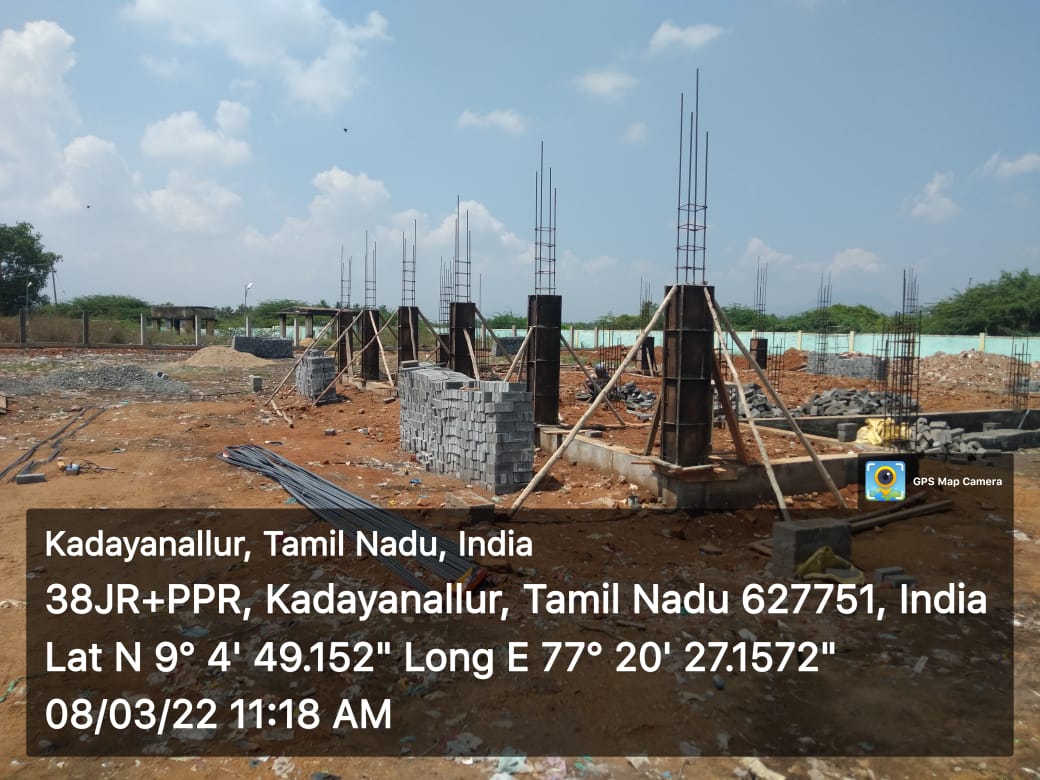 GPS Map Camera
Kadayanallur, Tamil Nadu, India
38JR+PPR, Kadayanallur, Tamil Nadu 627751, India
Lat N 9° 4' 49.152" Long E 77° 20' 27.1572"
08/03/22 11:18 AM